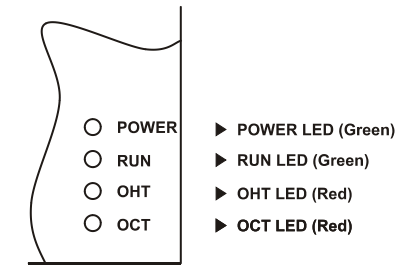 POWER ▶ POWER LED (Green)
RUN ▶ RUN LED (Green)
OHT ▶ OHT LED (Red)
OCT ▶ OCT LED (Red)